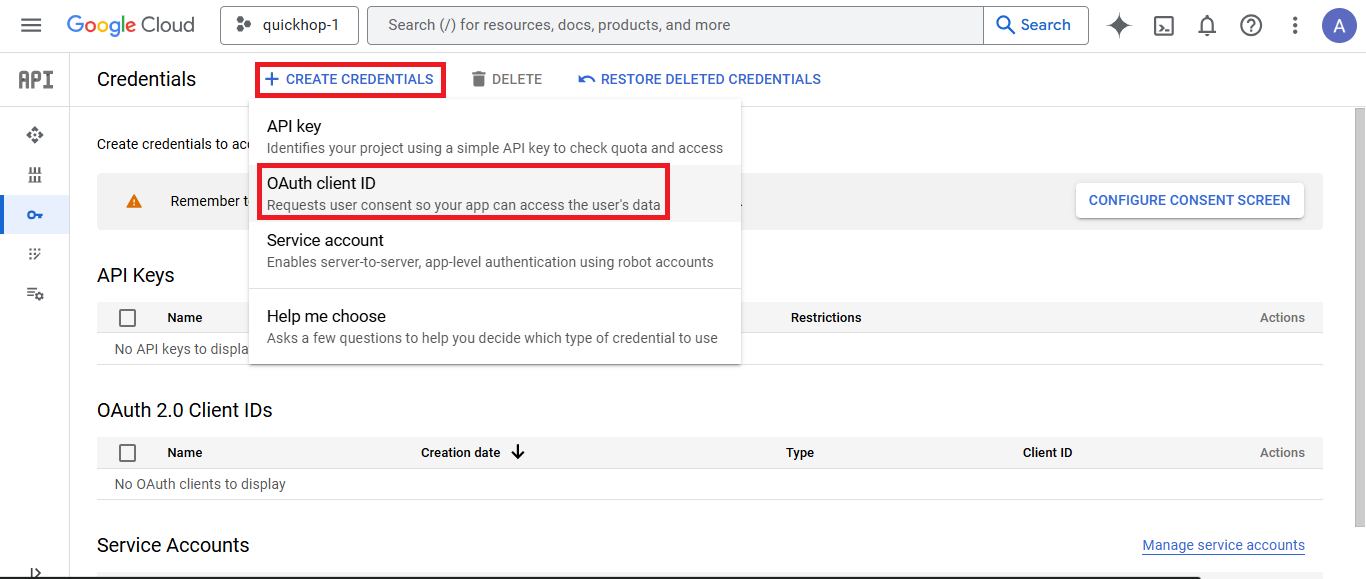 Google Cloud
quickhop-1
Search (/) for resources, docs, products, and more
Search
A
API
Credentials
CREATE CREDENTIALS
DELETE
RESTORE DELETED CREDENTIALS
API key
Identifies your project using a simple API key to check quota and access
Create credentials to acc
OAuth client ID
Requests user consent so your app can access the user's data
Remember to
CONFIGURE CONSENT SCREEN
Service account
Enables server-to-server, app-level authentication using robot accounts
API Keys
Help me choose
Asks a few questions to help you decide which type of credential to use
Name Restrictions Actions
No API keys to displa
OAuth 2.0 Client IDs
Name Creation date Type Client ID Actions
No OAuth clients to display
Service Accounts
Manage service accounts